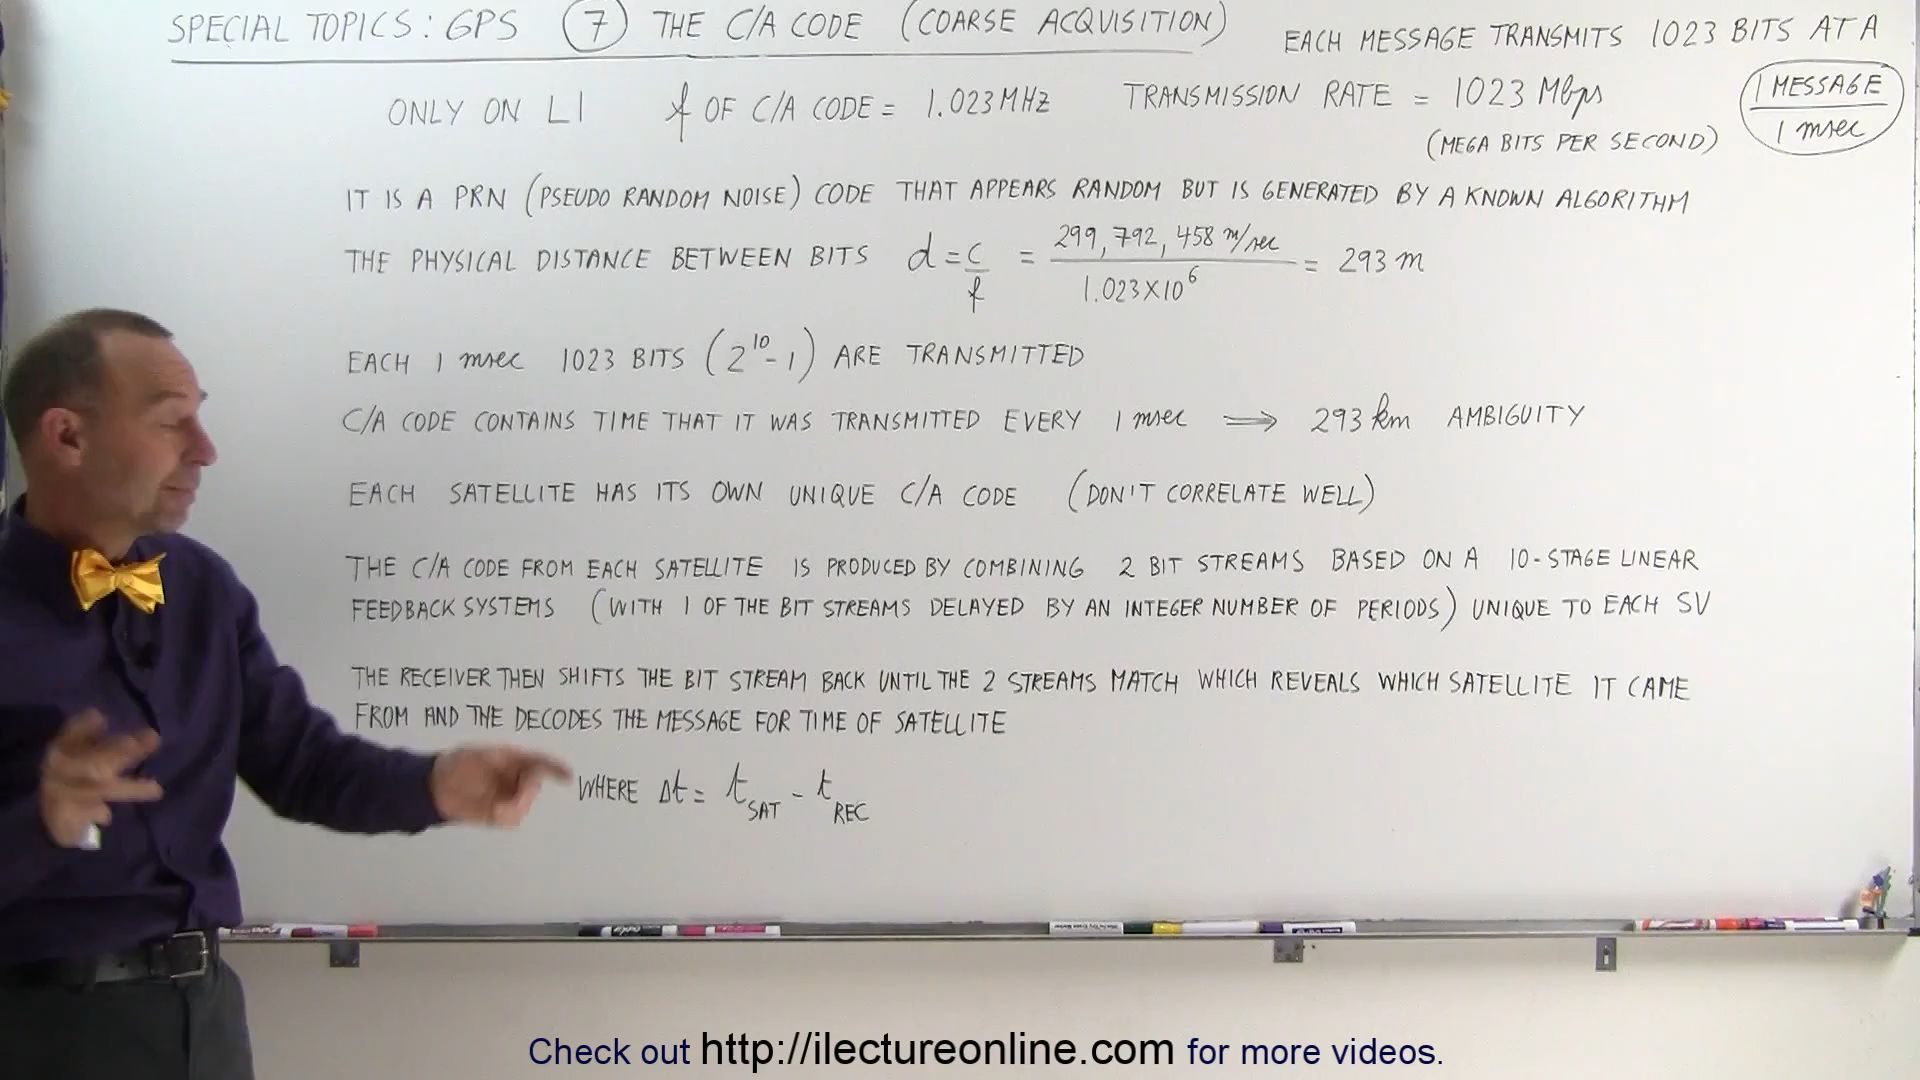 SPECIAL TOPICS: GPS 7 THE C/A CODE (COARSE ACQUISITION)
EACH MESSAGE TRANSMITS 1023 BITS AT A
1 MESSAGE
1 msec
ONLY ON L1 f OF C/A CODE = 1.023 MHZ TRANSMISSION RATE = 1023 Mbps
(MEGA BITS PER SECOND)
IT IS A PRN (PSEUDO RANDOM NOISE) CODE THAT APPEARS RANDOM BUT IS GENERATED BY A KNOWN ALGORITHM
THE PHYSICAL DISTANCE BETWEEN BITS d = c/f = 299,792,458 m/sec / 1.023X10^6 = 293 m
EACH 1 msec 1023 BITS (2^10 - 1) ARE TRANSMITTED
C/A CODE CONTAINS TIME THAT IT WAS TRANSMITTED EVERY 1 msec ⟹ 293 km AMBIGUITY
EACH SATELLITE HAS ITS OWN UNIQUE C/A CODE (DON'T CORRELATE WELL)
THE C/A CODE FROM EACH SATELLITE IS PRODUCED BY COMBINING 2 BIT STREAMS BASED ON A 10-STAGE LINEAR
FEEDBACK SYSTEMS (WITH 1 OF THE BIT STREAMS DELAYED BY AN INTEGER NUMBER OF PERIODS) UNIQUE TO EACH SV
THE RECEIVER THEN SHIFTS THE BIT STREAM BACK UNTIL THE 2 STREAMS MATCH WHICH REVEALS WHICH SATELLITE IT CAME
FROM AND THE DECODES THE MESSAGE FOR TIME OF SATELLITE
WHERE Δt = t_SAT - t_REC
Check out http://ilectureonline.com for more videos.